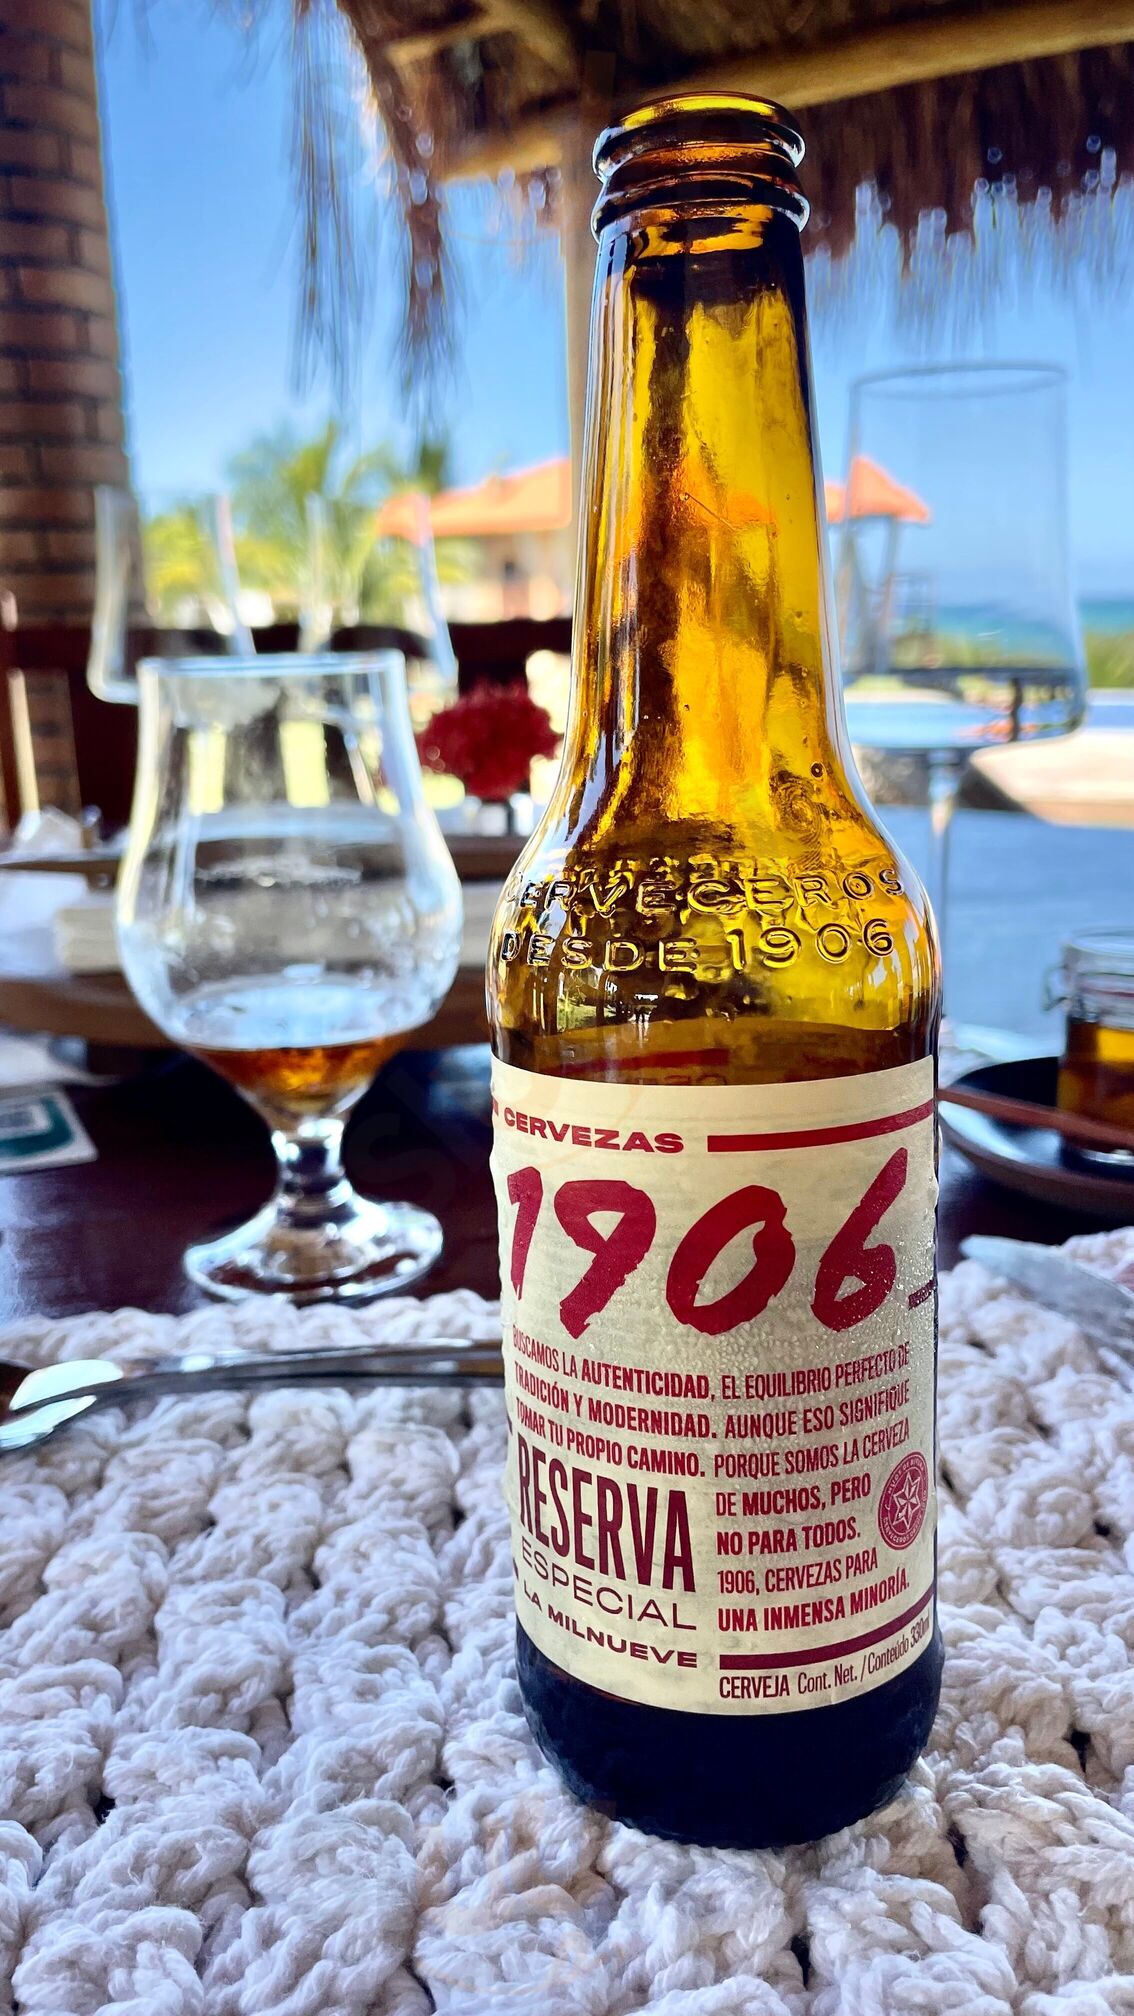 CERVECEROS
DESDE 1906
CERVEZAS
1906
BUSCAMOS LA AUTENTICIDAD, EL EQUILIBRIO PERFECTO DE
TRADICIÓN Y MODERNIDAD. AUNQUE ESO SIGNIFIQUE
TOMAR TU PROPIO CAMINO. PORQUE SOMOS LA CERVEZA
DE MUCHOS, PERO
NO PARA TODOS.
1906, CERVEZAS PARA
UNA INMENSA MINORÍA.
RESERVA
ESPECIAL
LA MILNUEVE
CERVEJA Cont. Net. / Conteúdo 330ml